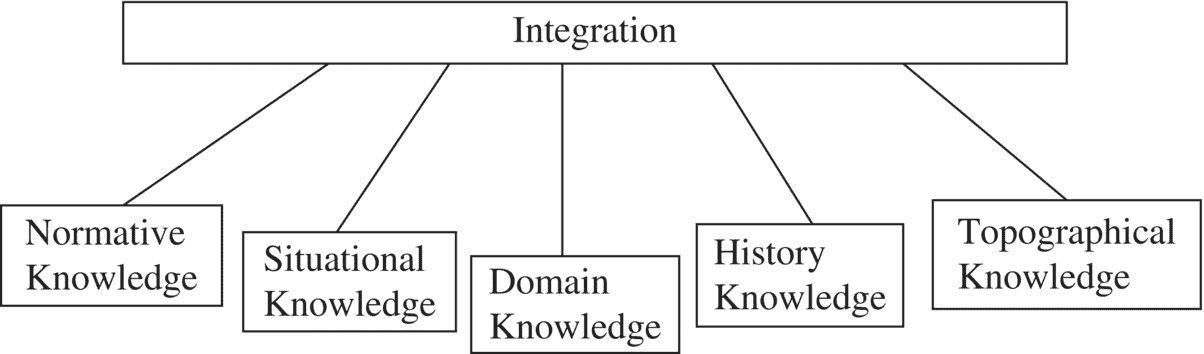 Integration
Normative
Knowledge
Situational
Knowledge
Domain
Knowledge
History
Knowledge
Topographical
Knowledge